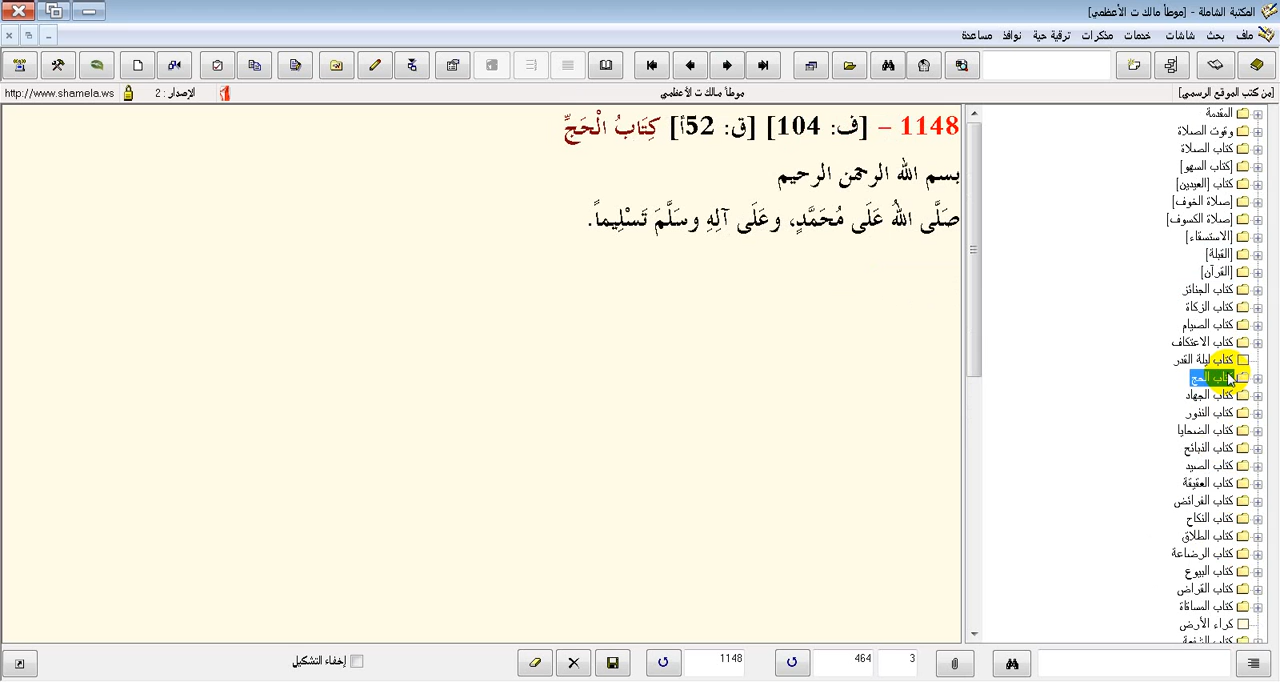 المكتبة الشاملة - [موطأ مالك ت الأعظمي]
ملف بحث شاشات خدمات مذكرات ترقية حية نوافذ مساعدة
[من كتب الموقع الرسمي]
موطأ مالك ت الأعظمي
الإصدار : 2
http://www.shamela.ws
1148 – [ف: 104] [ق: 52أ] كِتَابُ الْحَجِّ
بسم الله الرحمن الرحيم
صَلَّى اللهُ عَلَى مُحَمَّدٍ، وعَلَى آلِهِ وسَلَّمَ تَسْلِيماً.
المقدمة
وقوت الصلاة
كتاب الصلاة
[كتاب السهو]
كتاب [العيدين]
[صلاة الخوف]
[صلاة الكسوف]
[الاستسقاء]
[القبلة]
[القرآن]
كتاب الجنائز
كتاب الزكاة
كتاب الصيام
كتاب الاعتكاف
كتاب ليلة القدر
كتاب الحج
كتاب الجهاد
كتاب النذور
كتاب الضحايا
كتاب الذبائح
كتاب الصيد
كتاب العقيقة
كتاب الفرائض
كتاب النكاح
كتاب الطلاق
كتاب الرضاعة
كتاب البيوع
كتاب القراض
كتاب المساقاة
كراء الأرض
كتاب الشفعة
3
464
1148
إخفاء التشكيل